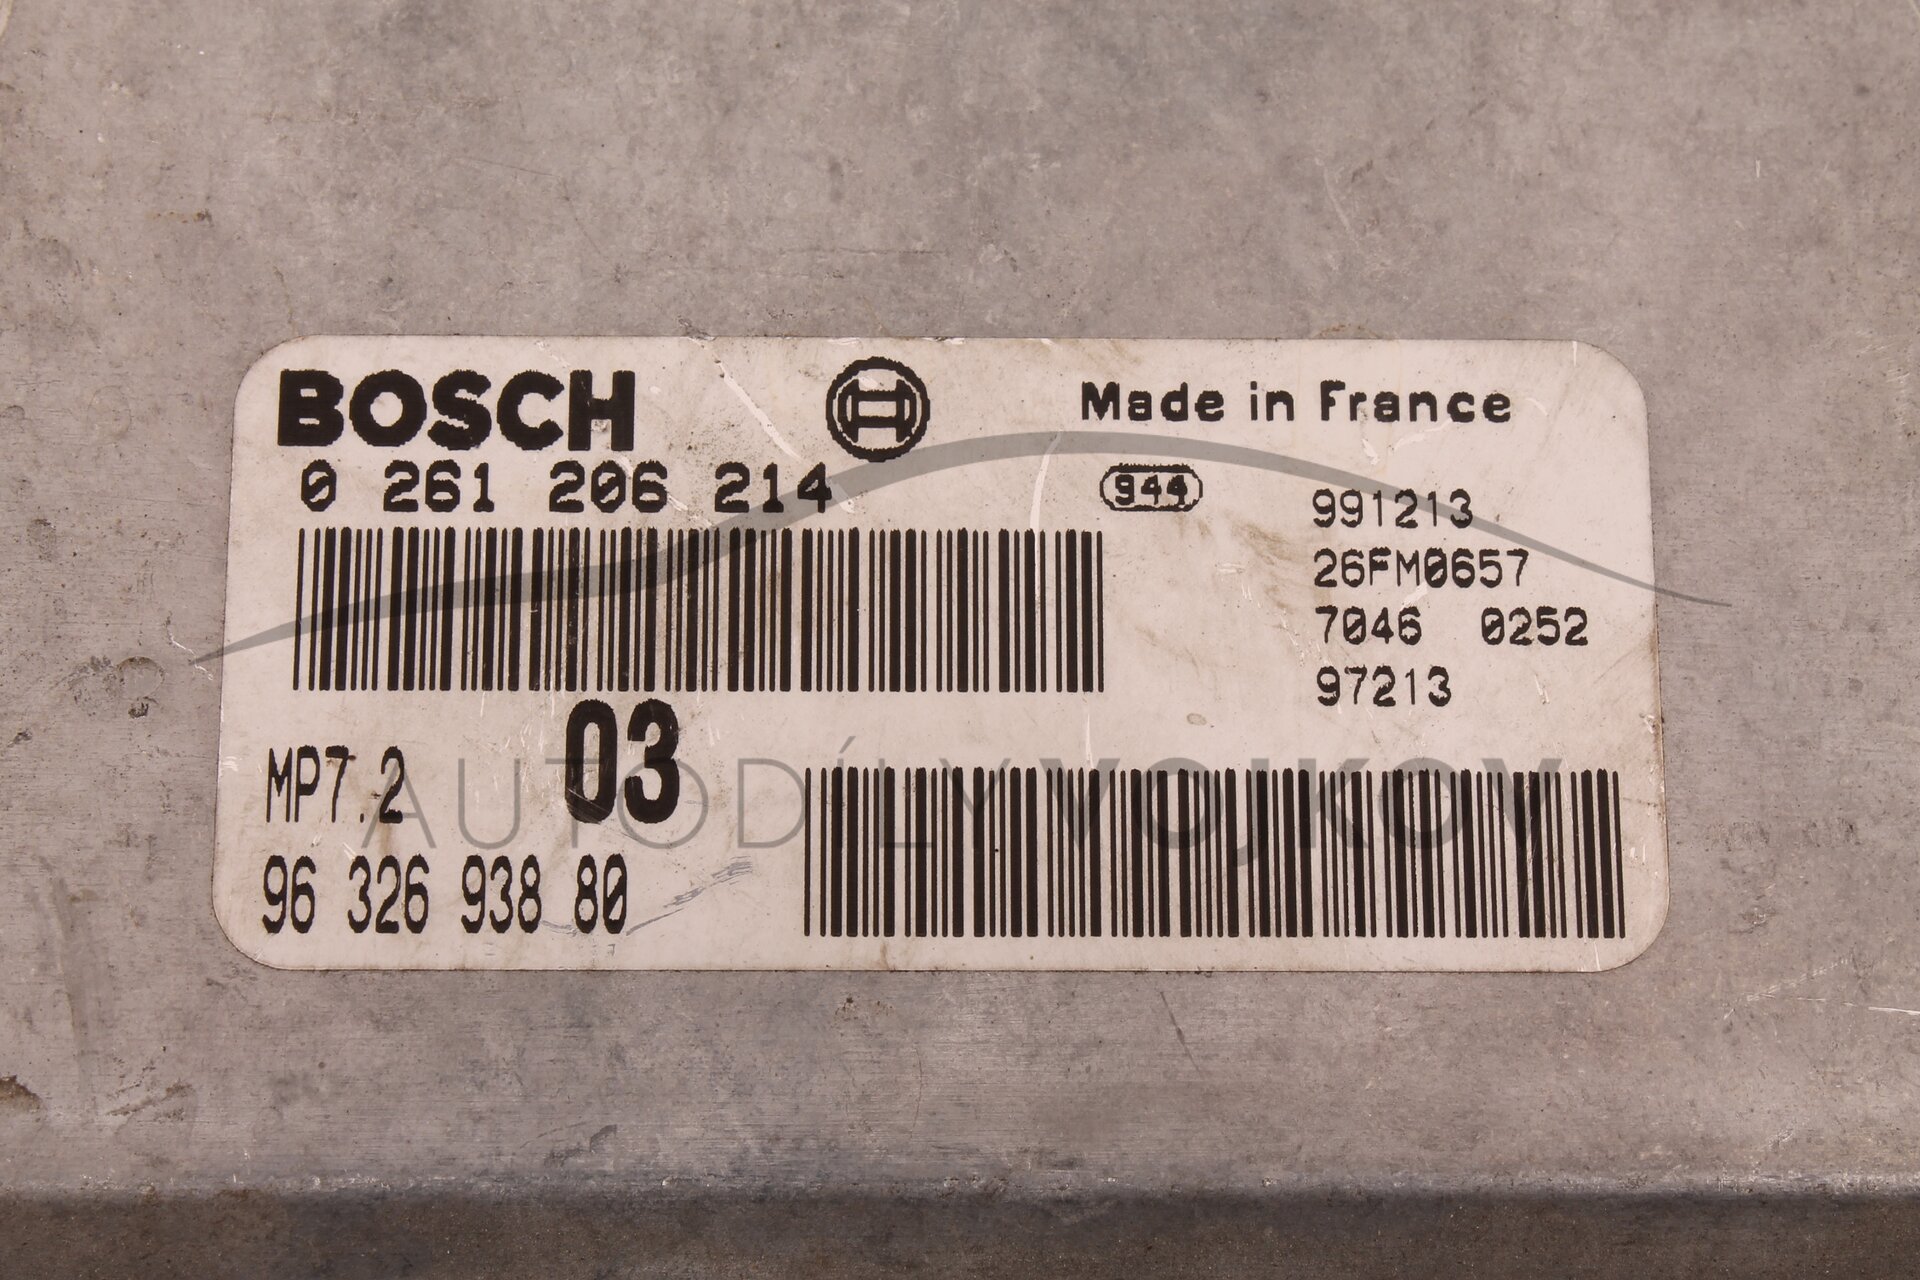 BOSCH
Made in France
0 261 206 214
944
991213
26FM0657
7046 0252
97213
03
MP7.2
AUTODÍLY VOJKOV
96 326 938 80